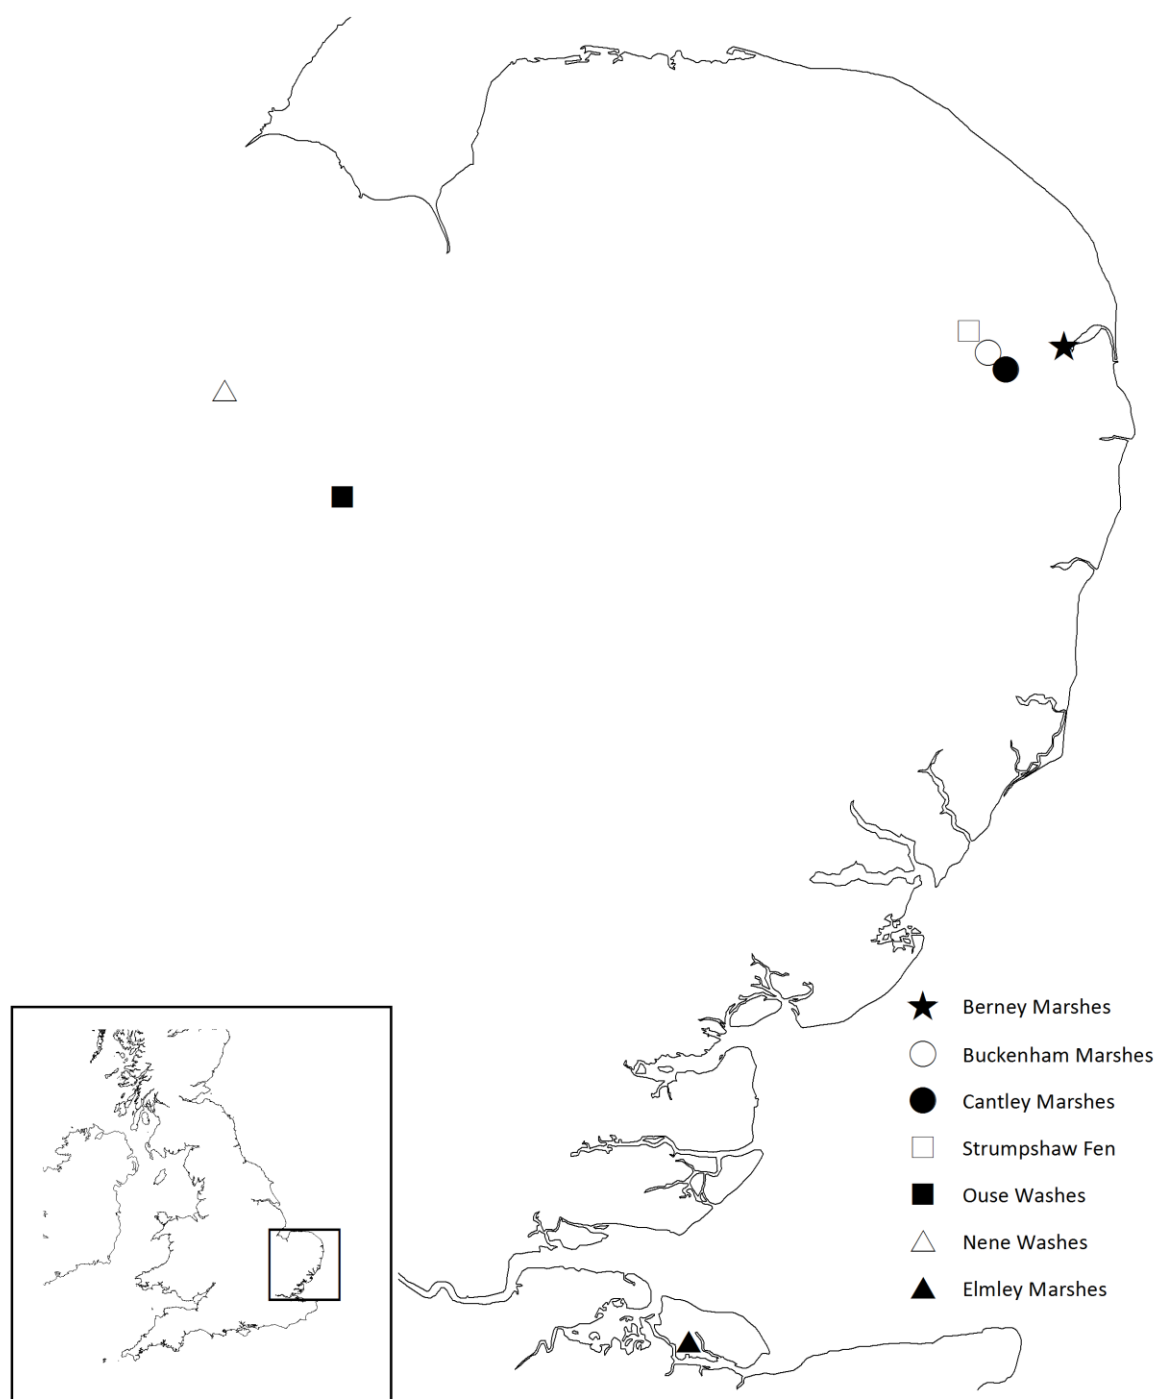 Berney Marshes
Buckenham Marshes
Cantley Marshes
Strumpshaw Fen
Ouse Washes
Nene Washes
Elmley Marshes